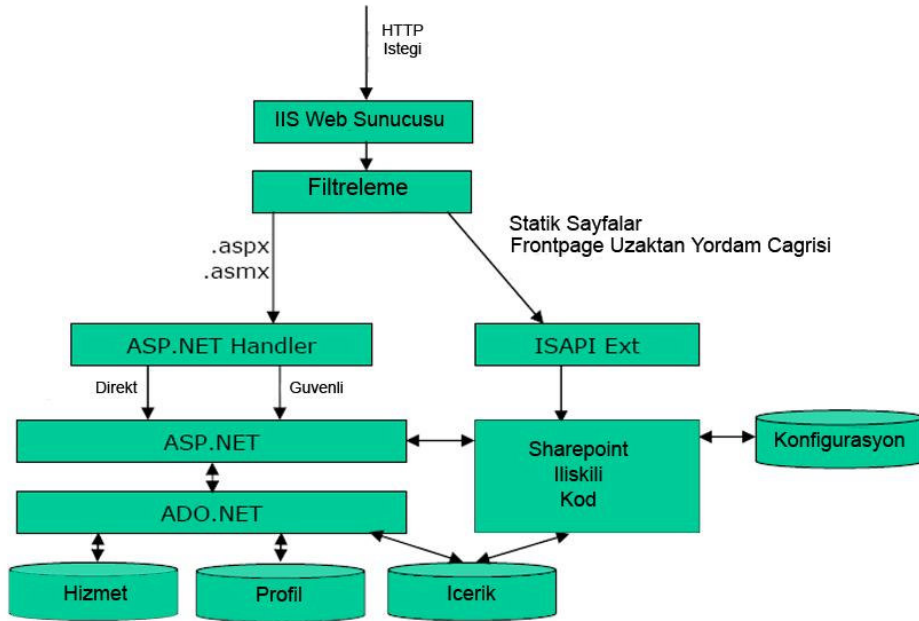 HTTP
Istegi
IIS Web Sunucusu
Filtreleme
Statik Sayfalar
Frontpage Uzaktan Yordam Cagrisi
.aspx
.asmx
ASP.NET Handler
ISAPI Ext
Direkt
Guvenli
ASP.NET
Sharepoint
Iliskili
Kod
Konfigurasyon
ADO.NET
Hizmet
Profil
Icerik